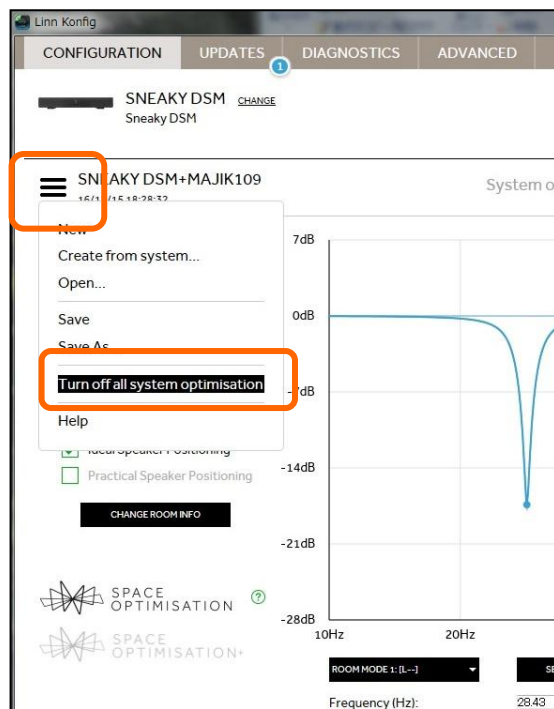 Linn Konfig
CONFIGURATION UPDATES 1 DIAGNOSTICS ADVANCED
SNEAKY DSM CHANGE
Sneaky DSM
SNEAKY DSM+MAJIK109
System o
New
Create from system...
Open...
Save
Save As
Turn off all system optimisation
Help
Ideal Speaker Positioning
Practical Speaker Positioning
CHANGE ROOM INFO
SPACE
OPTIMISATION ?
SPACE
OPTIMISATION+
7dB
0dB
-7dB
-14dB
-21dB
-28dB
10Hz 20Hz
ROOM MODE 1: [L--] SE
Frequency (Hz): 28.43